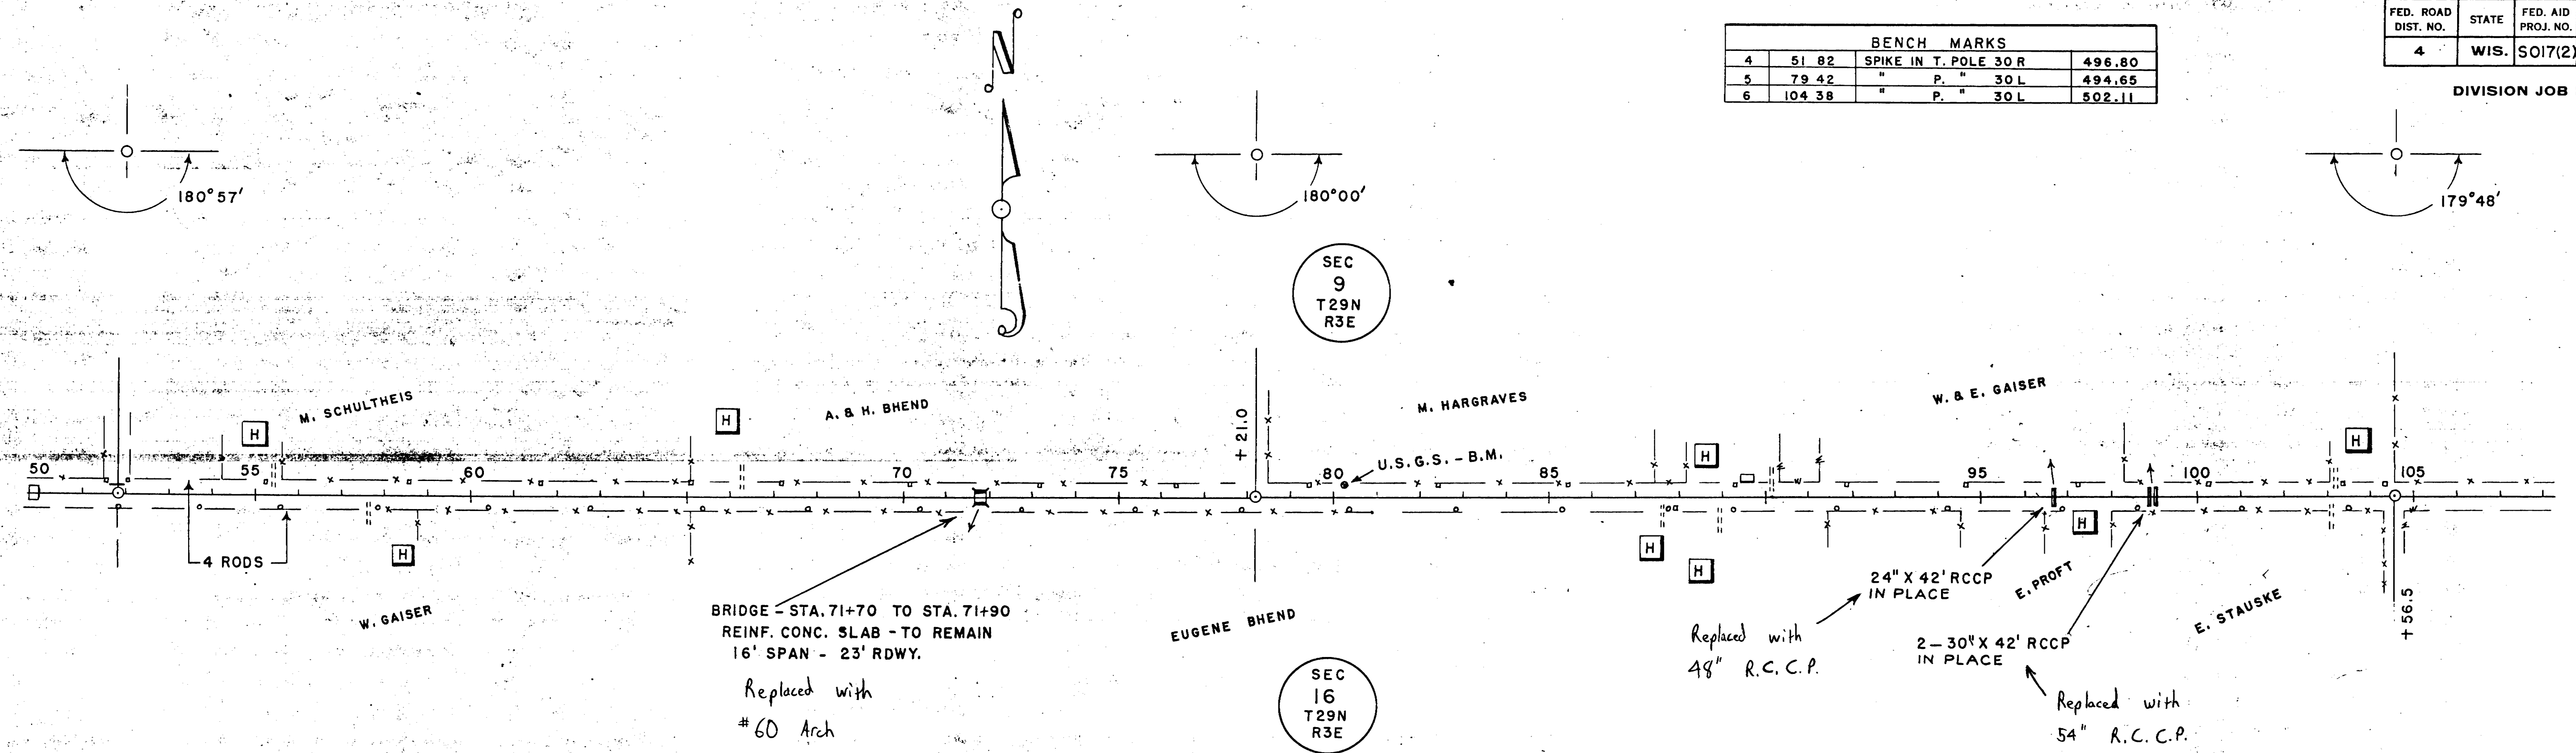 FED. ROAD DIST. NO. STATE FED. AID PROJ. NO.
4 WIS. SO17(2)
DIVISION JOB
BENCH MARKS
4 51 82 SPIKE IN T. POLE 30 R 496.80
5 79 42 " P. " 30 L 494.65
6 104 38 " P. " 30 L 502.11
N
180°57'
180°00'
179°48'
SEC
9
T29N
R3E
M. SCHULTHEIS
A. & H. BHEND
M. HARGRAVES
W. & E. GAISER
+21.0
U.S.G.S. - B.M.
H
H
H
H
50 55 60 70 75 80 85 95 100 105
4 RODS
H
H
H
H
W. GAISER
BRIDGE - STA. 71+70 TO STA. 71+90
REINF. CONC. SLAB - TO REMAIN
16' SPAN - 23' RDWY.
Replaced with
#60 Arch
EUGENE BHEND
SEC
16
T29N
R3E
24" X 42' RCCP
IN PLACE
Replaced with
48" R.C.C.P.
E. PROFT
2-30" X 42' RCCP
IN PLACE
Replaced with
54" R.C.C.P.
E. STAUSKE
+56.5